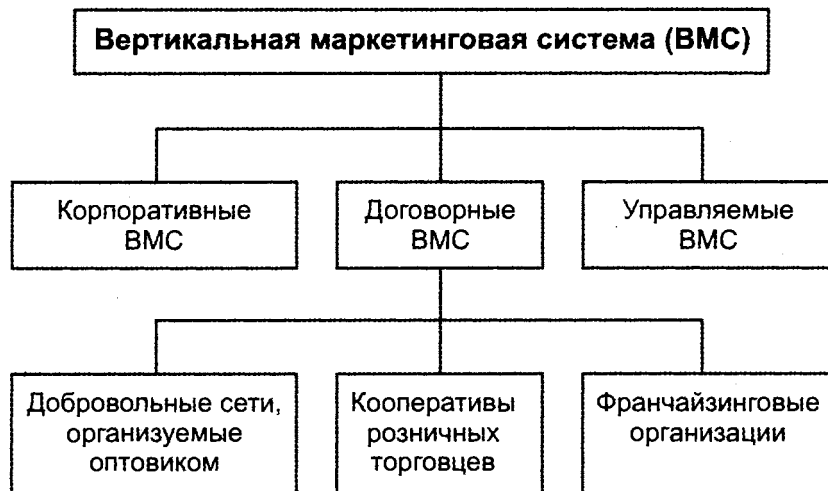 Вертикальная маркетинговая система (ВМС)
Корпоративные
ВМС
Договорные
ВМС
Управляемые
ВМС
Добровольные сети,
организуемые
оптовиком
Кооперативы
розничных
торговцев
Франчайзинговые
организации